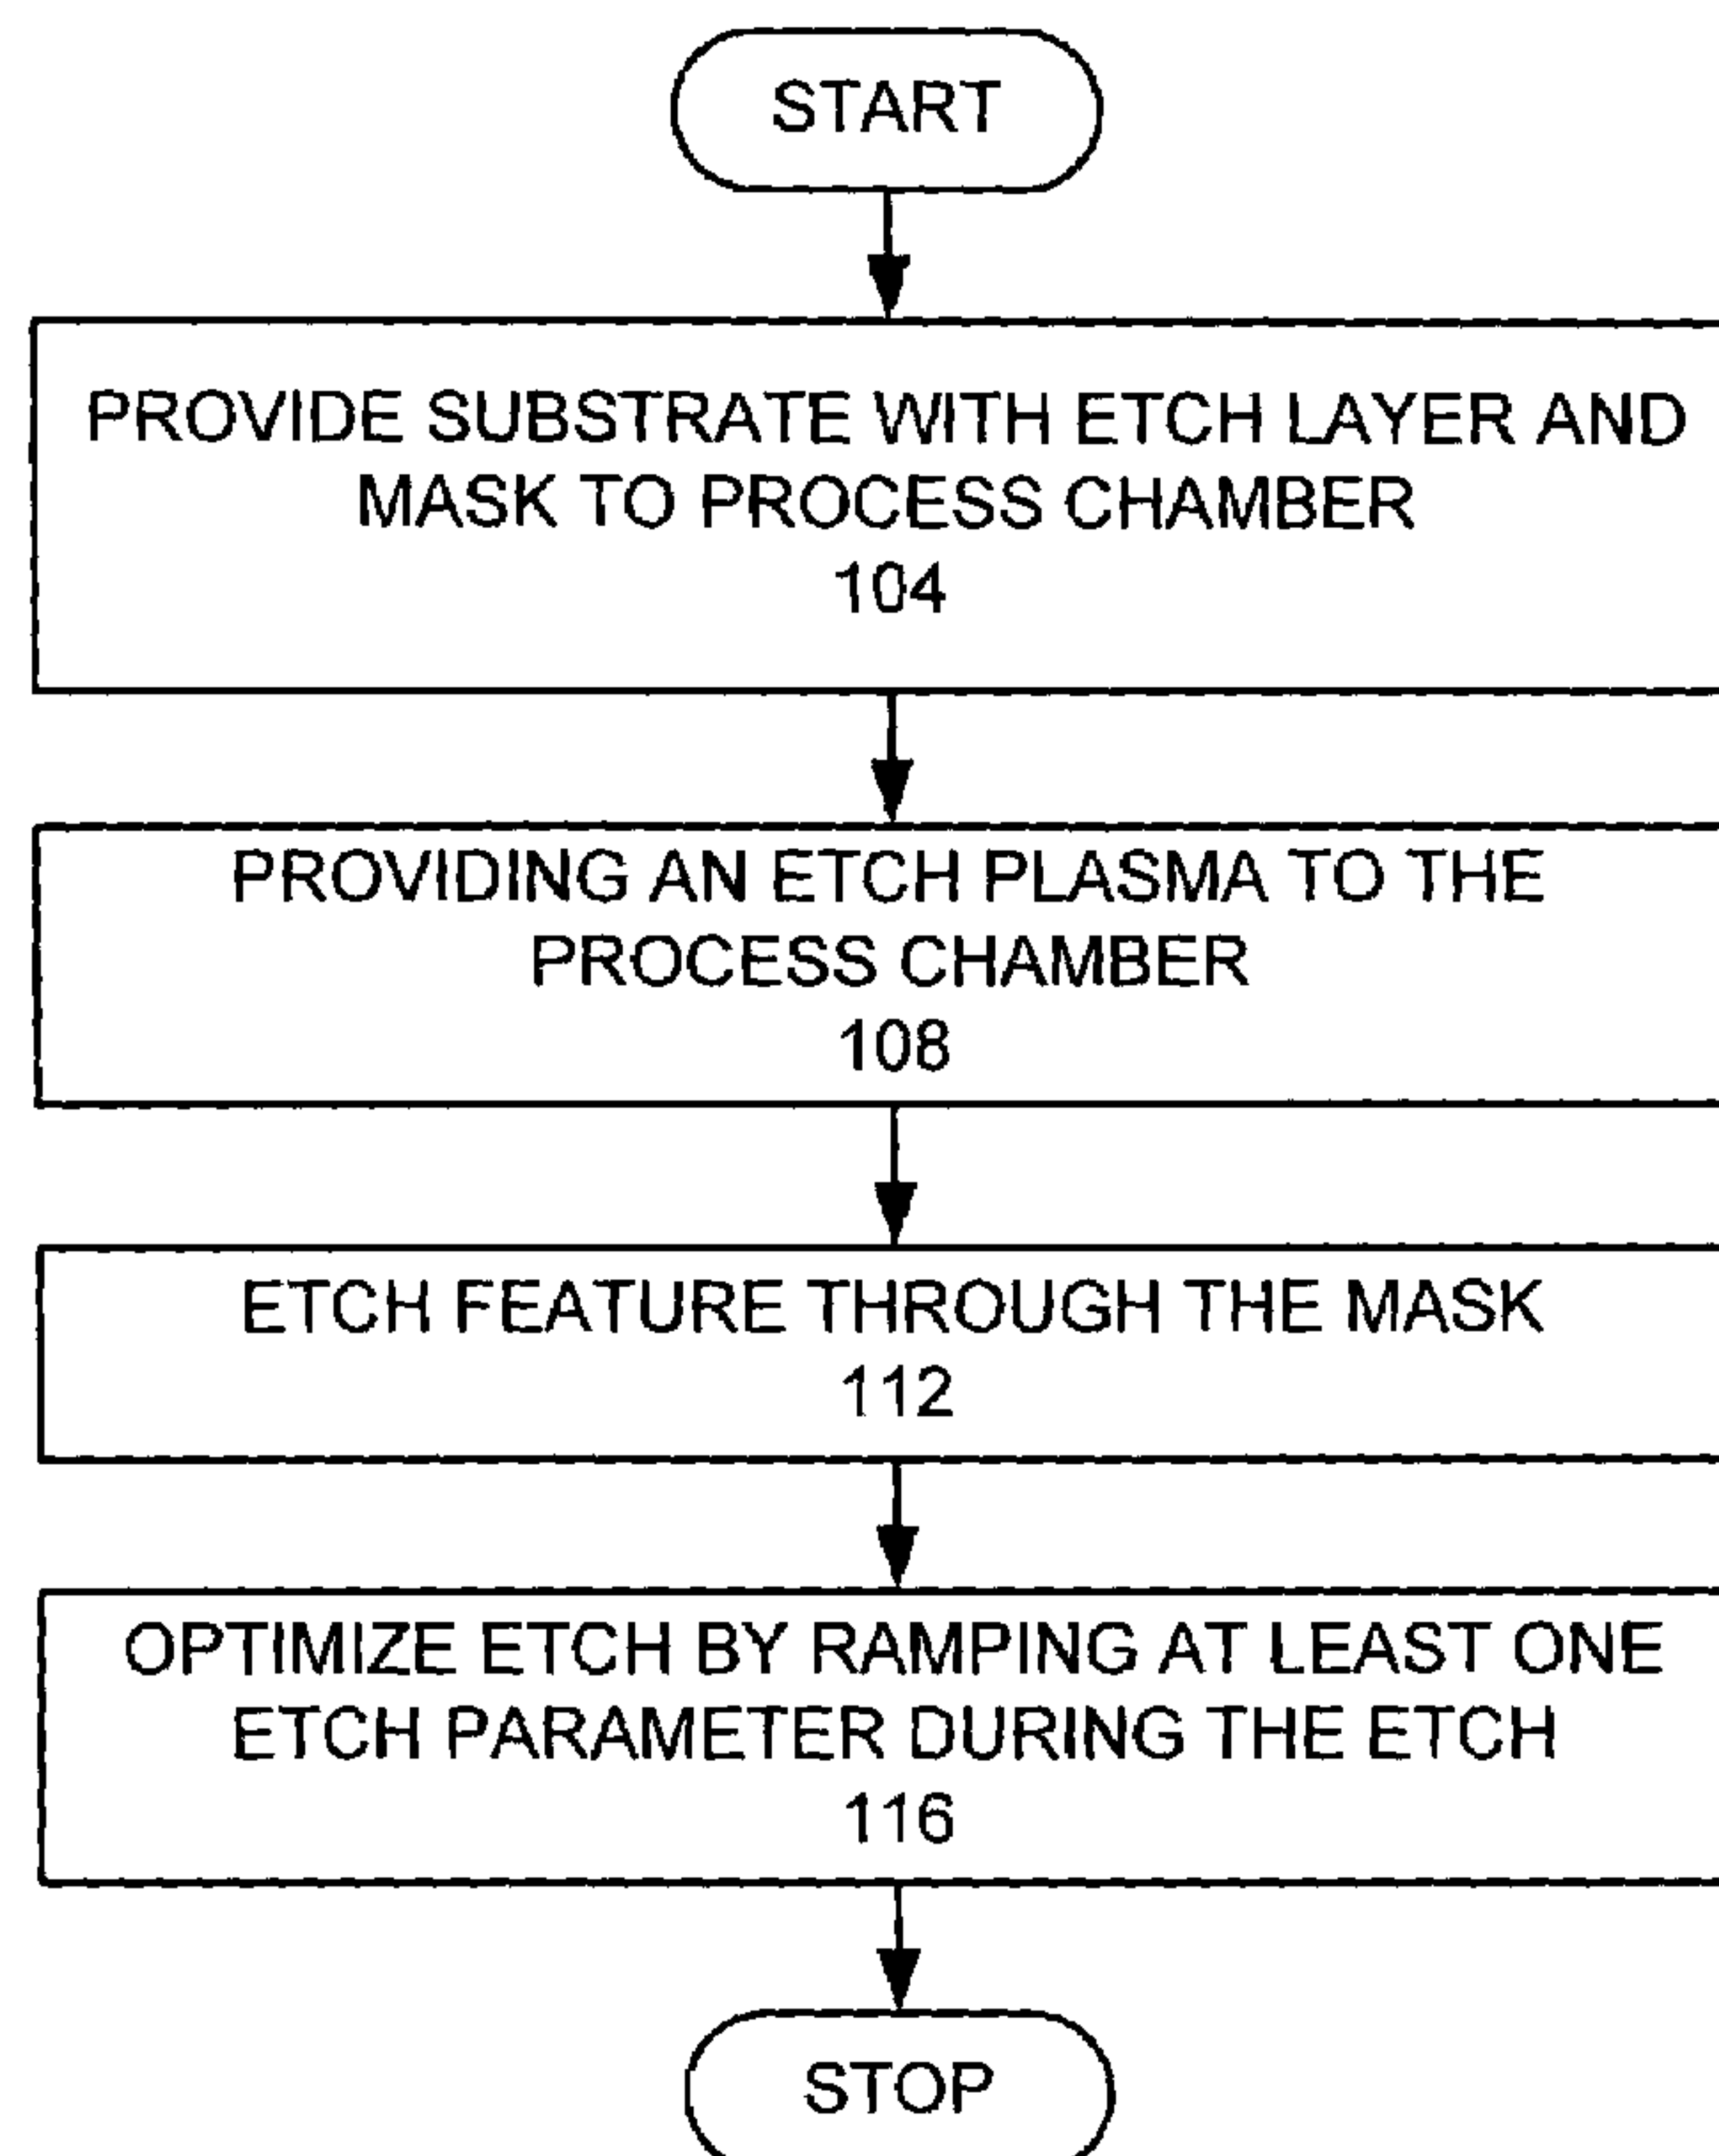 START
PROVIDE SUBSTRATE WITH ETCH LAYER AND
MASK TO PROCESS CHAMBER
104
PROVIDING AN ETCH PLASMA TO THE
PROCESS CHAMBER
108
ETCH FEATURE THROUGH THE MASK
112
OPTIMIZE ETCH BY RAMPING AT LEAST ONE
ETCH PARAMETER DURING THE ETCH
116
STOP